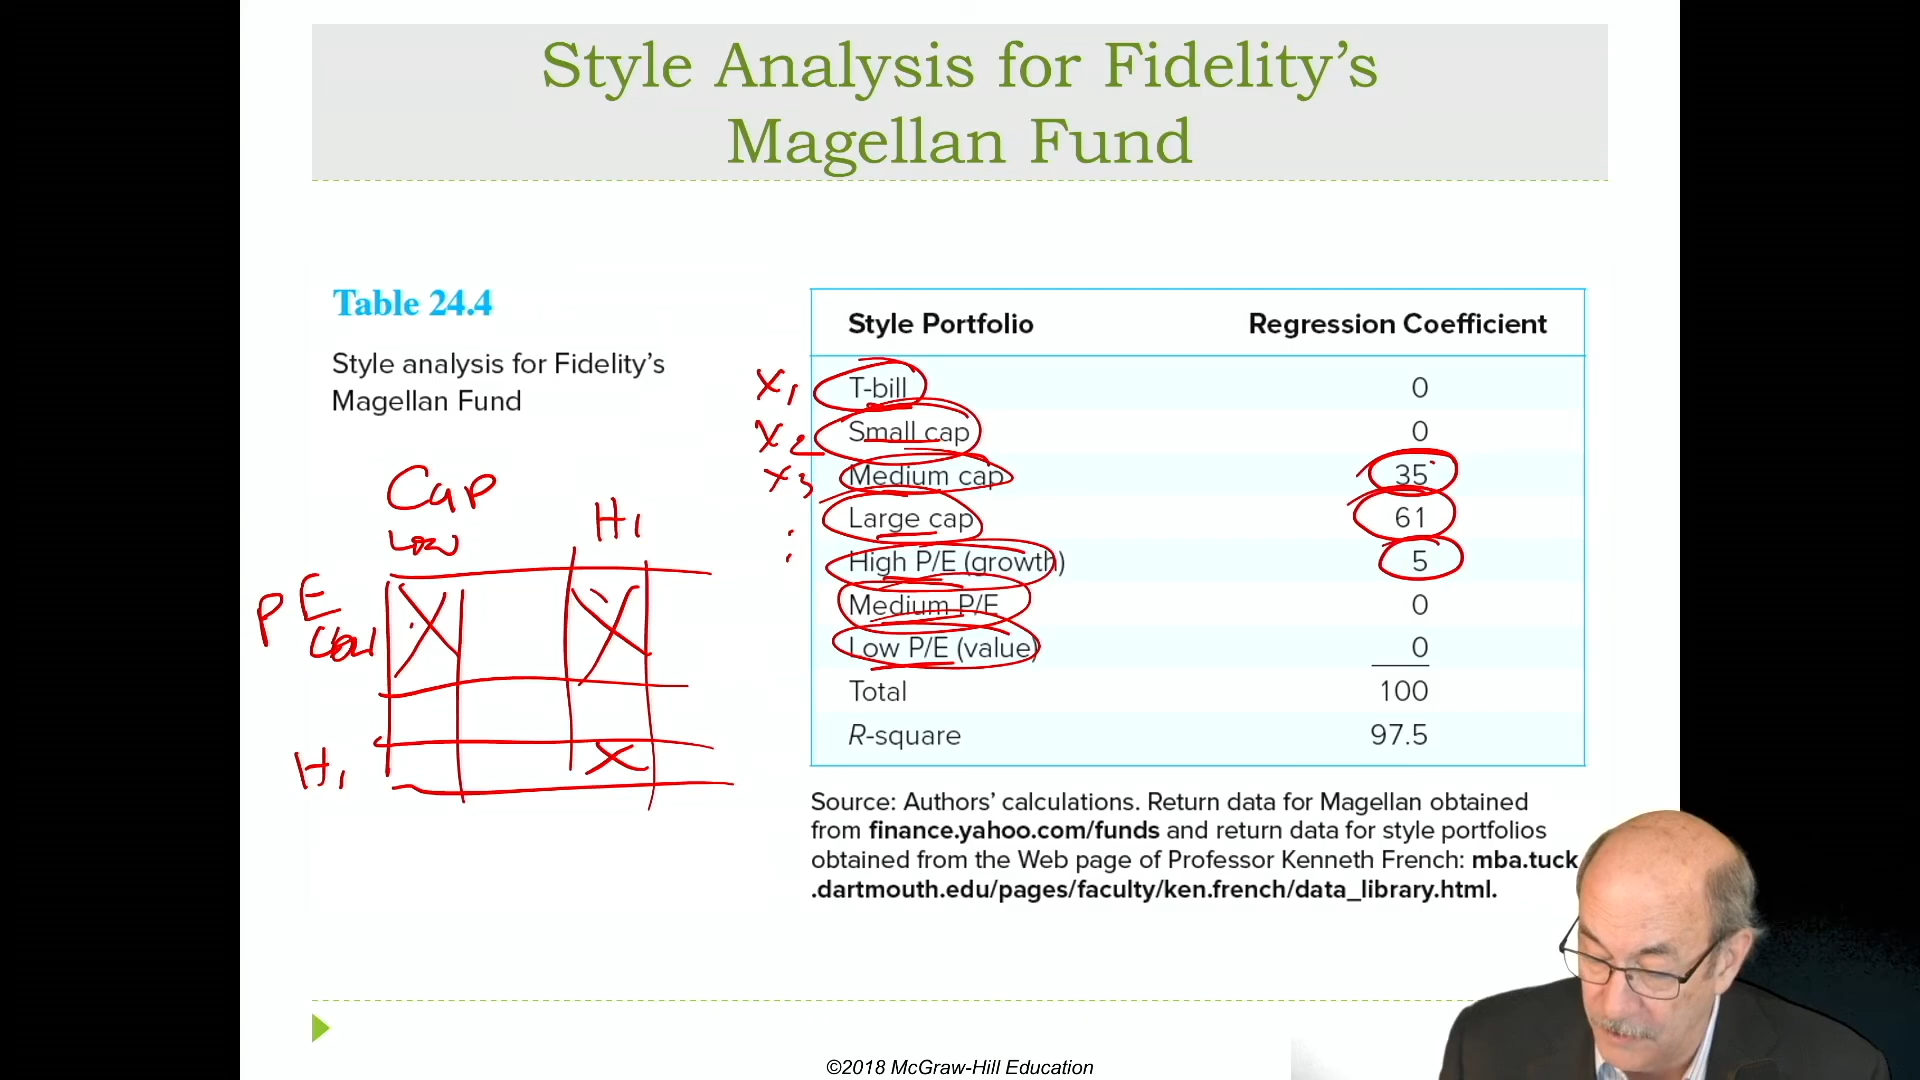 Style Analysis for Fidelity's
Magellan Fund
Table 24.4
Style analysis for Fidelity's
Magellan Fund
Style Portfolio Regression Coefficient
X1 T-bill 0
X2 Small cap 0
X3 Medium cap 35
Large cap 61
High P/E (growth) 5
Medium P/E 0
Low P/E (value) 0
Total 100
R-square 97.5
Cap
Low
Hi
PE
Low
Hi
Source: Authors' calculations. Return data for Magellan obtained
from finance.yahoo.com/funds and return data for style portfolios
obtained from the Web page of Professor Kenneth French: mba.tuck
.dartmouth.edu/pages/faculty/ken.french/data_library.html.
©2018 McGraw-Hill Education